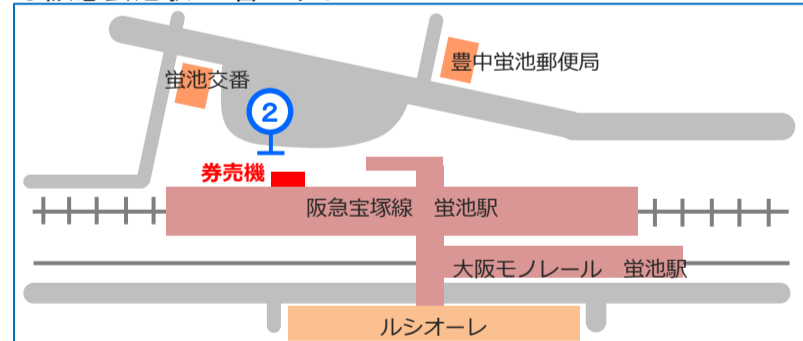 蛍池交番
豊中蛍池郵便局
2
券売機
阪急宝塚線　蛍池駅
大阪モノレール　蛍池駅
ルシオーレ